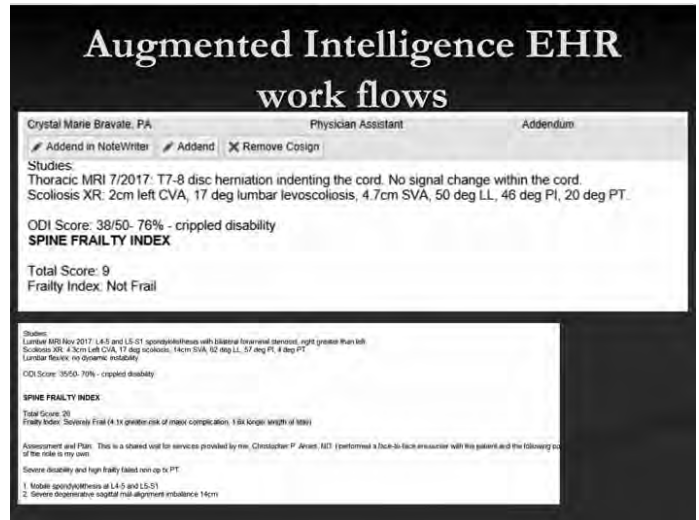 Augmented Intelligence EHR
work flows
Crystal Marie Bravate, PA Physician Assistant Addendum
Addend in NoteWriter Addend Remove Cosign
Studies:
Thoracic MRI 7/2017: T7-8 disc herniation indenting the cord. No signal change within the cord.
Scoliosis XR: 2cm left CVA, 17 deg lumbar levoscoliosis, 4.7cm SVA, 50 deg LL, 46 deg PI, 20 deg PT.
ODI Score: 38/50- 76% - crippled disability
SPINE FRAILTY INDEX
Total Score: 9
Frailty Index: Not Frail
Studies:
Lumbar MRI Nov 2017: L4-5 and L5-S1 spondylolisthesis with bilateral foraminal stenosis, right greater than left
Scoliosis XR: 4.3cm Left CVA, 17 deg scoliosis, 14cm SVA, 62 deg LL, 57 deg PI, 4 deg PT
Lumbar flex/ex: no dynamic instability
ODI Score: 35/50- 70% - crippled disability
SPINE FRAILTY INDEX
Total Score: 26
Frailty Index: Severely Frail (4.1x greater risk of major complication, 1.8x longer length of stay)
Assessment and Plan: This is a shared visit for services provided by me, Christopher P. Ames, MD. I performed a face-to-face encounter with the patient and the following
of the note is my own.
Severe disability and high frailty failed non op tx PT
1. Mobile spondylolithesis at L4-5 and L5-S1
2. Severe degenerative sagittal mal-alignment imbalance 14cm